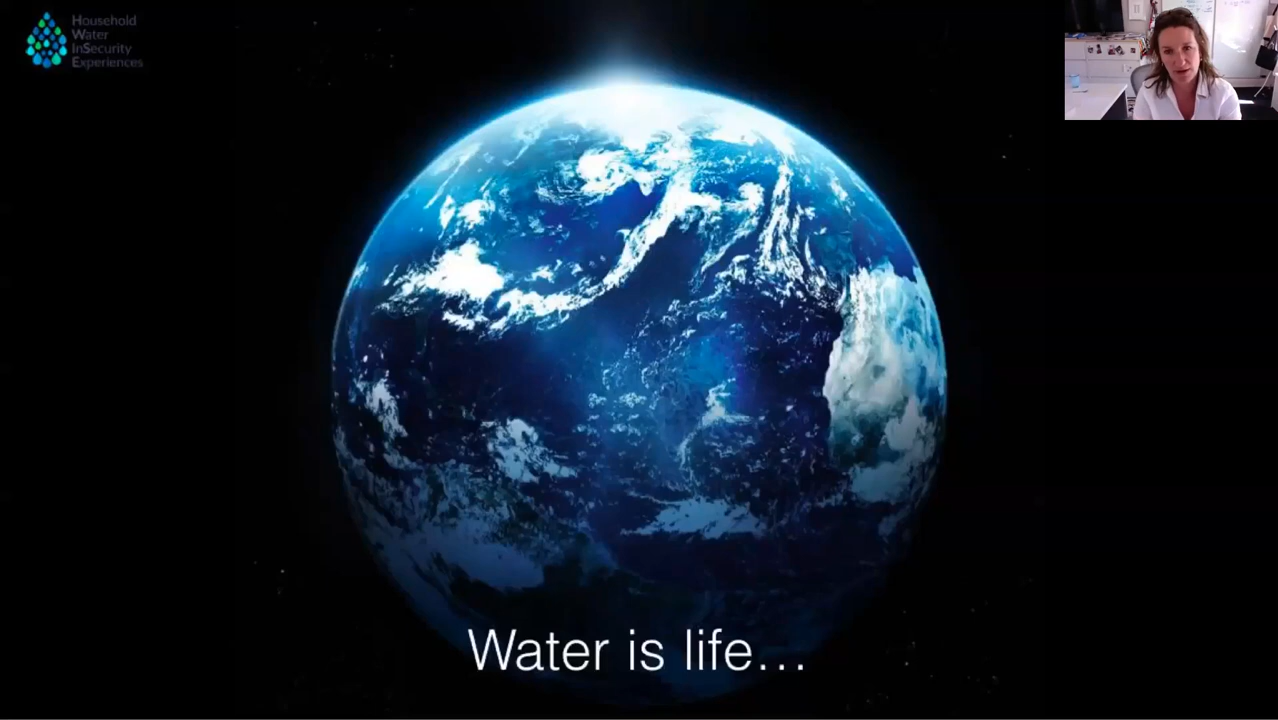 Household
Water
InSecurity
Experiences
Water is life...